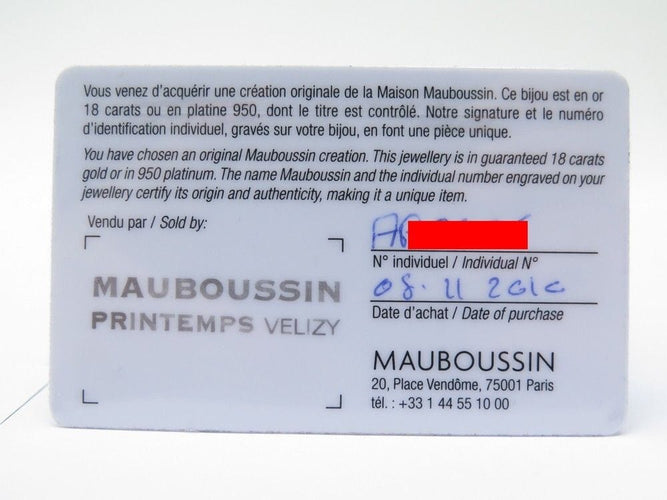 Vous venez d'acquérir une création originale de la Maison Mauboussin. Ce bijou est en or
18 carats ou en platine 950, dont le titre est contrôlé. Notre signature et le numéro
d'identification individuel, gravés sur votre bijou, en font une pièce unique.
You have chosen an original Mauboussin creation. This jewellery is in guaranteed 18 carats
gold or in 950 platinum. The name Mauboussin and the individual number engraved on your
jewellery certify its origin and authenticity, making it a unique item.
Vendu par / Sold by:
MAUBOUSSIN
PRINTEMPS VELIZY
N° individuel / Individual N°
08.11 2010
Date d'achat / Date of purchase
MAUBOUSSIN
20, Place Vendôme, 75001 Paris
tél. : +33 1 44 55 10 00